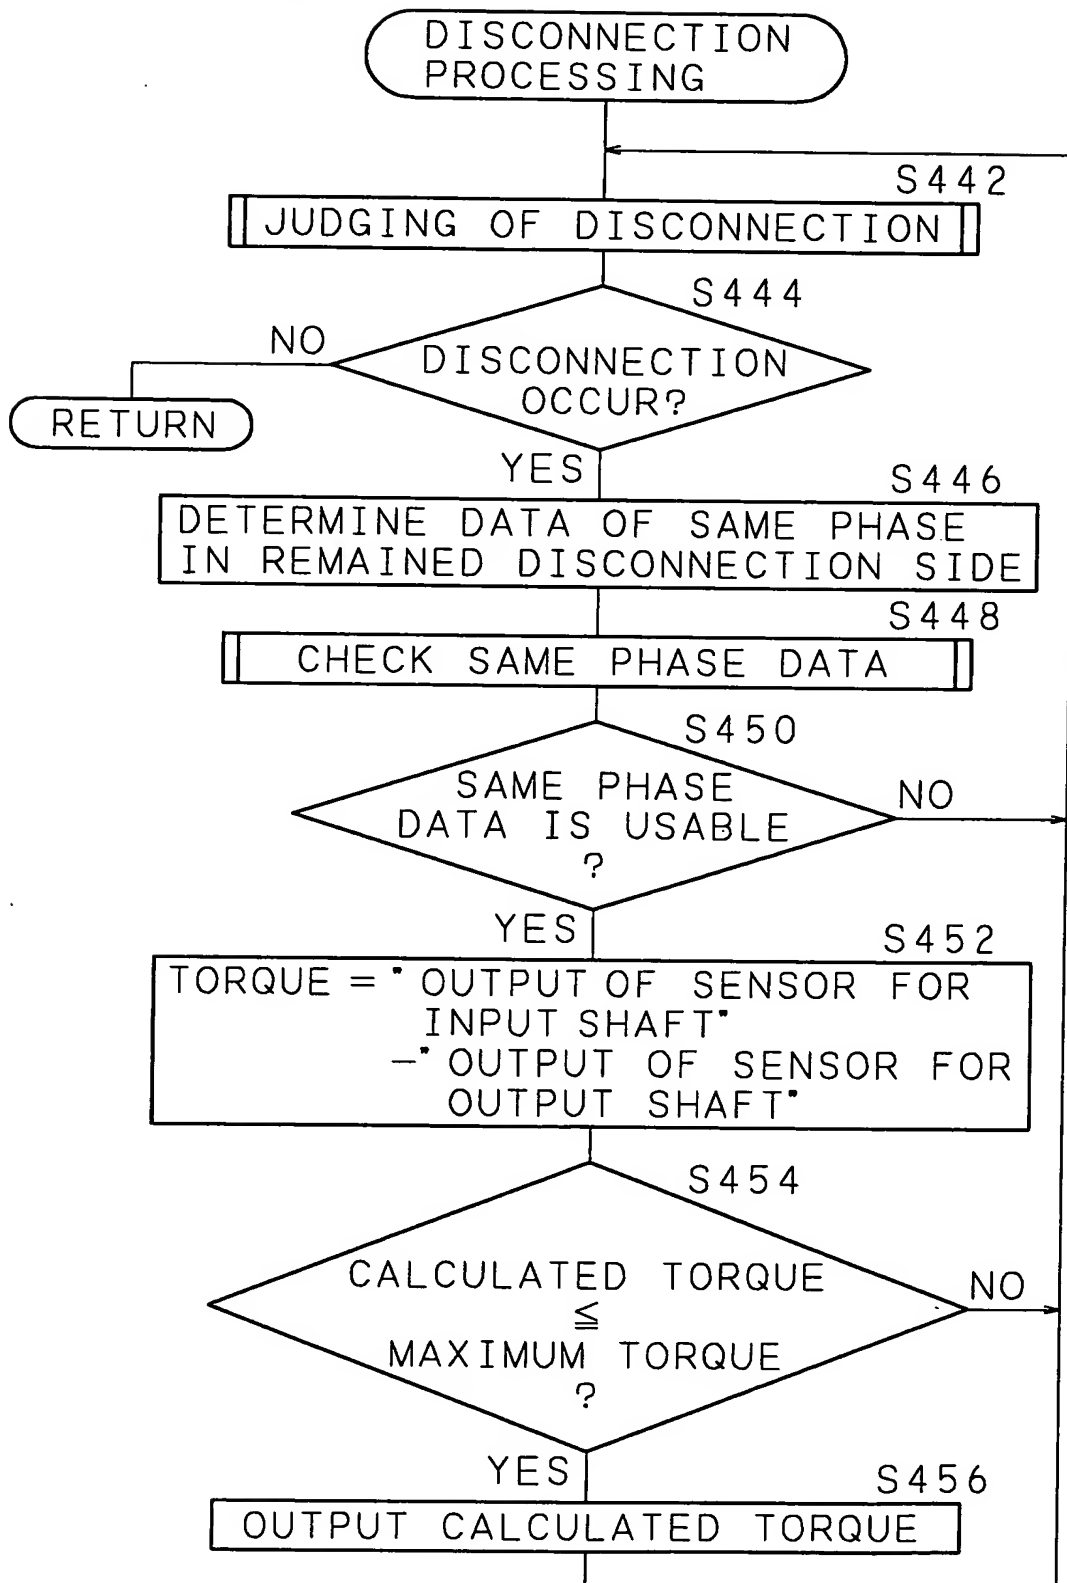 DISCONNECTION
PROCESSING
S442
JUDGING OF DISCONNECTION
S444
NO
DISCONNECTION
OCCUR?
RETURN
YES
S446
DETERMINE DATA OF SAME PHASE
IN REMAINED DISCONNECTION SIDE
S448
CHECK SAME PHASE DATA
S450
SAME PHASE
DATA IS USABLE
?
NO
YES
S452
TORQUE = "OUTPUT OF SENSOR FOR
INPUT SHAFT"
-"OUTPUT OF SENSOR FOR
OUTPUT SHAFT"
S454
CALCULATED TORQUE
≦
MAXIMUM TORQUE
?
NO
YES
S456
OUTPUT CALCULATED TORQUE